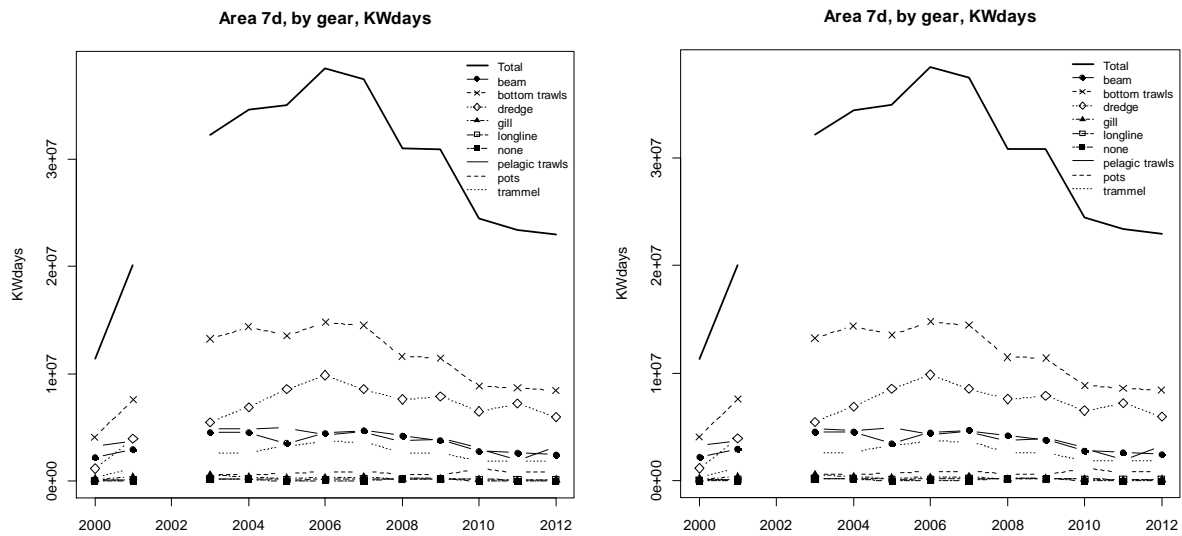 Area 7d, by gear, KWdays
Total
beam
bottom trawls
dredge
gill
longline
none
pelagic trawls
pots
trammel
KWdays
3e+07
2e+07
1e+07
0e+00
2000 2002 2004 2006 2008 2010 2012
Area 7d, by gear, KWdays
Total
beam
bottom trawls
dredge
gill
longline
none
pelagic trawls
pots
trammel
KWdays
3e+07
2e+07
1e+07
0e+00
2000 2002 2004 2006 2008 2010 2012